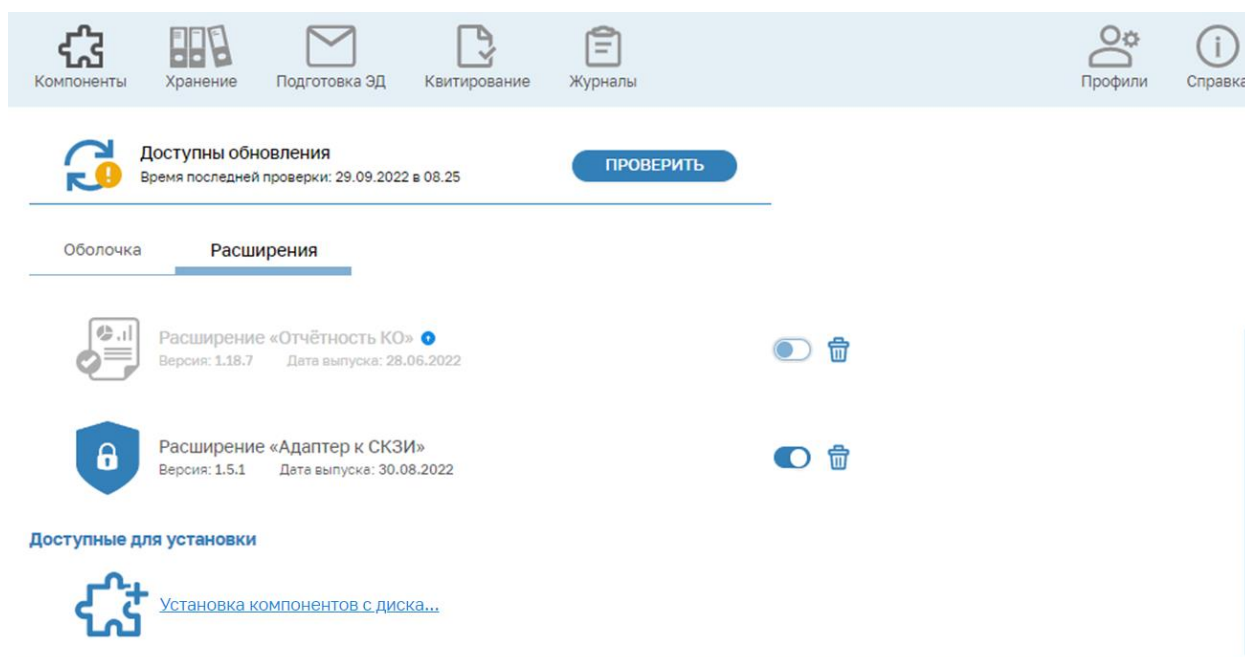 Компоненты Хранение Подготовка ЭД Квитирование Журналы Профили Справка
Доступны обновления
Время последней проверки: 29.09.2022 в 08.25
ПРОВЕРИТЬ
Оболочка Расширения
Расширение «Отчётность КО»
Версия: 1.18.7 Дата выпуска: 28.06.2022
Расширение «Адаптер к СКЗИ»
Версия: 1.5.1 Дата выпуска: 30.08.2022
Доступные для установки
Установка компонентов с диска...